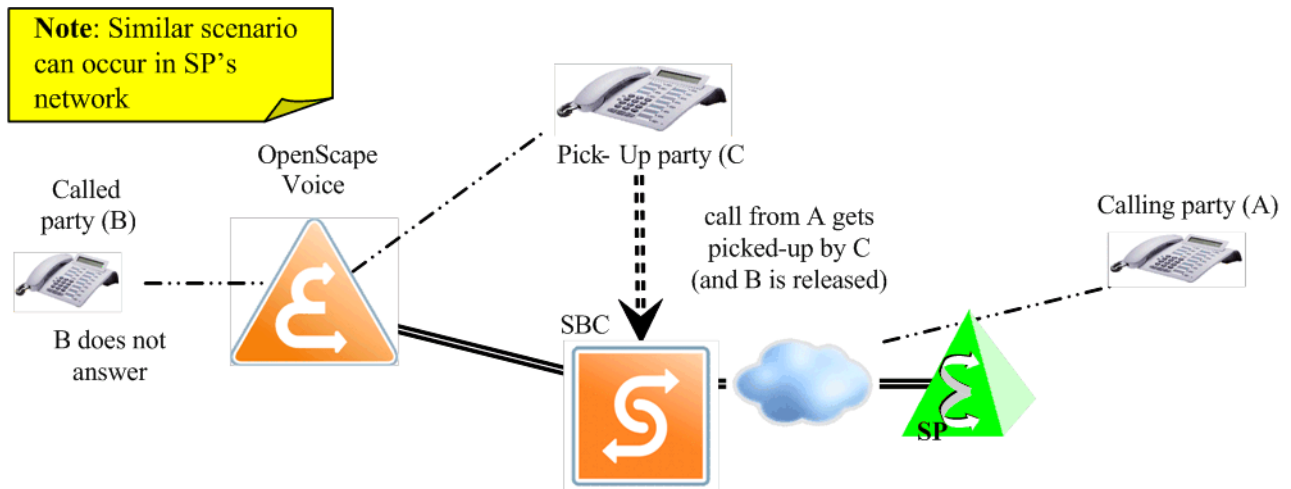 Note: Similar scenario
can occur in SP's
network
OpenScape
Voice
Pick- Up party (C
Called
party (B)
Calling party (A)
call from A gets
picked-up by C
(and B is released)
B does not
answer
SBC
SP